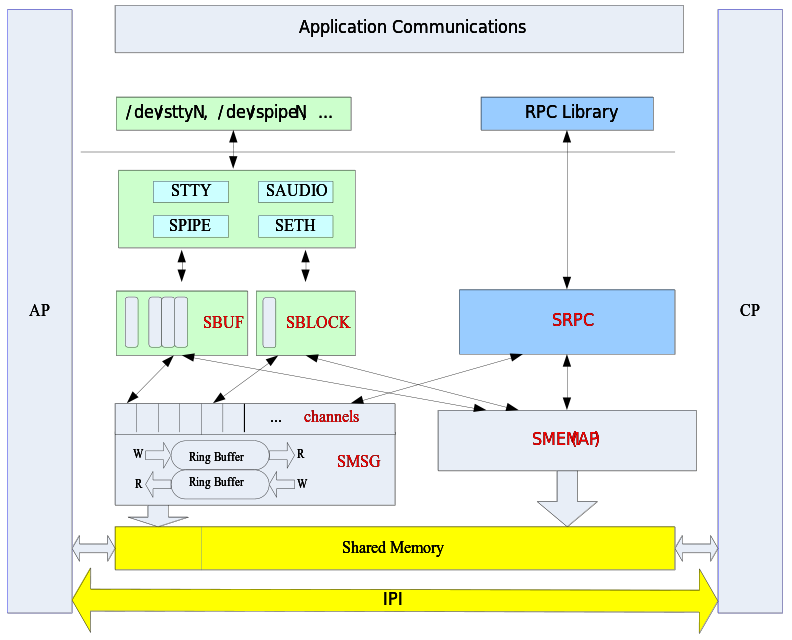 Application Communications
/dev/sttyN, /dev/spipeN, ...
RPC Library
STTY
SAUDIO
SPIPE
SETH
AP
CP
SBUF
SBLOCK
SRPC
... channels
SMEM(AP)
W
R
Ring Buffer
SMSG
R
W
Ring Buffer
Shared Memory
IPI